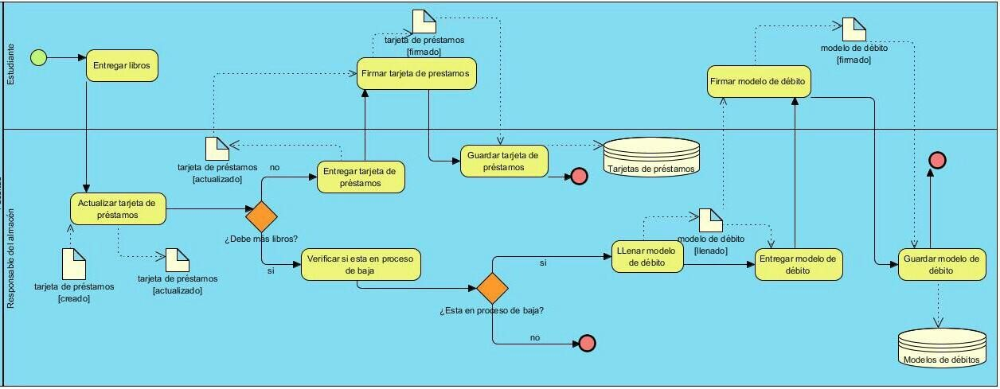 Estudiante
Entregar libros
tarjeta de préstamos
[firmado]
Firmar tarjeta de prestamos
modelo de débito
[firmado]
Firmar modelo de débito
Responsable del almacén
tarjeta de préstamos
[actualizado]
no
Entregar tarjeta de
préstamos
Guardar tarjeta de
préstamos
Tarjetas de préstamos
Actualizar tarjeta de
préstamos
¿Debe más libros?
si
tarjeta de préstamos
[creado]
tarjeta de préstamos
[actualizado]
Verificar si esta en proceso
de baja
¿Esta en proceso de baja?
si
no
LLenar modelo
de débito
modelo de débito
[llenado]
Entregar modelo de
débito
Guardar modelo de
débito
Modelos de débitos